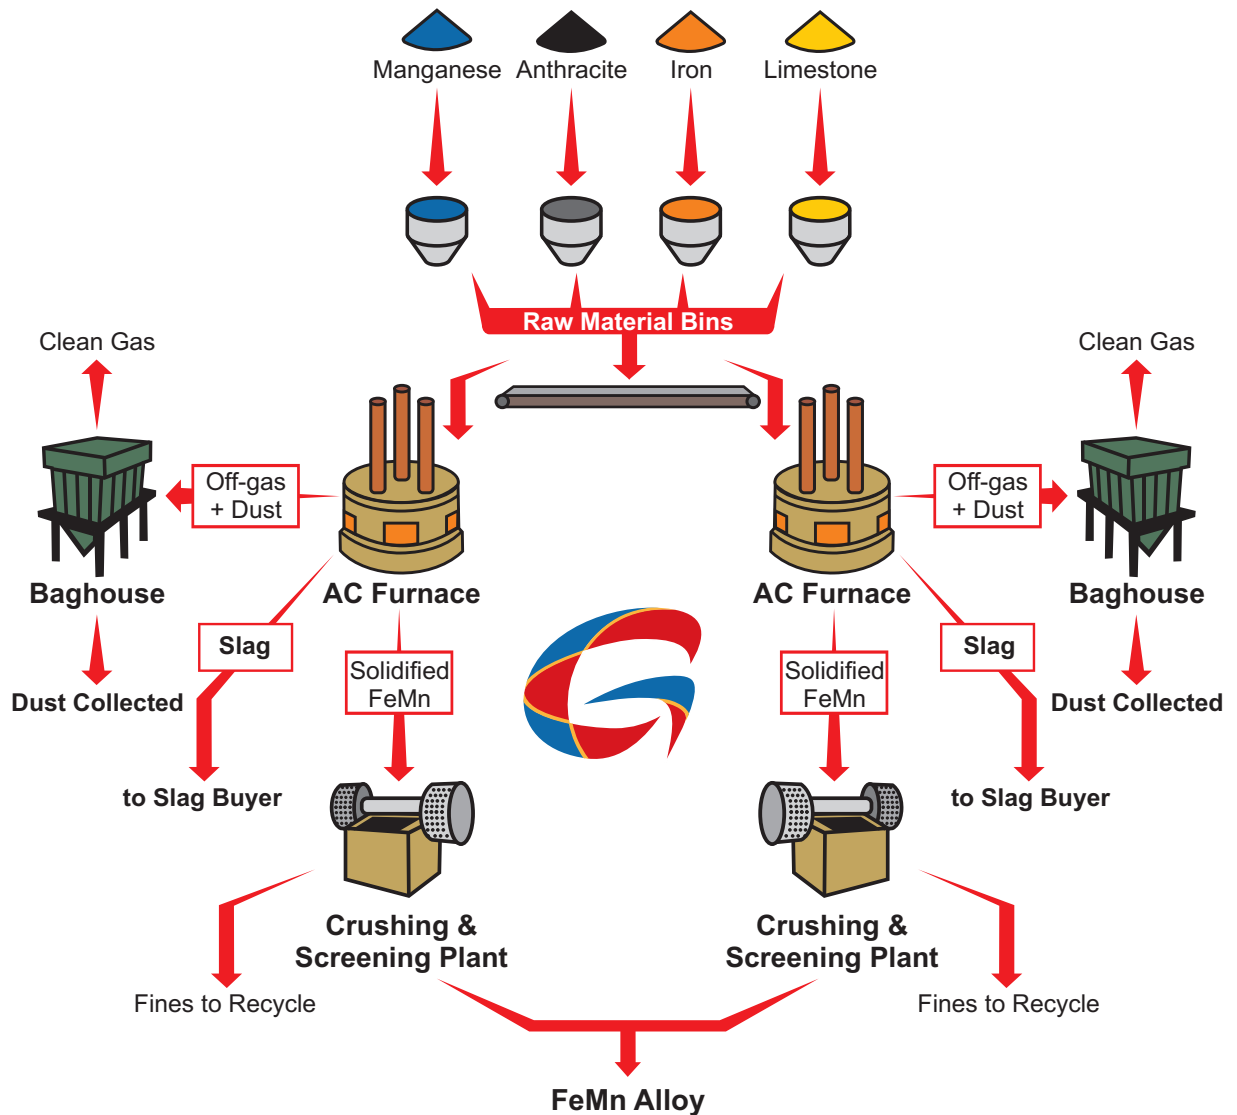 Manganese
Anthracite
Iron
Limestone
Raw Material Bins
Clean Gas
Clean Gas
Off-gas
+ Dust
Off-gas
+ Dust
Baghouse
AC Furnace
AC Furnace
Baghouse
Slag
Solidified
FeMn
Solidified
FeMn
Slag
Dust Collected
Dust Collected
to Slag Buyer
to Slag Buyer
Crushing &
Screening Plant
Crushing &
Screening Plant
Fines to Recycle
Fines to Recycle
FeMn Alloy